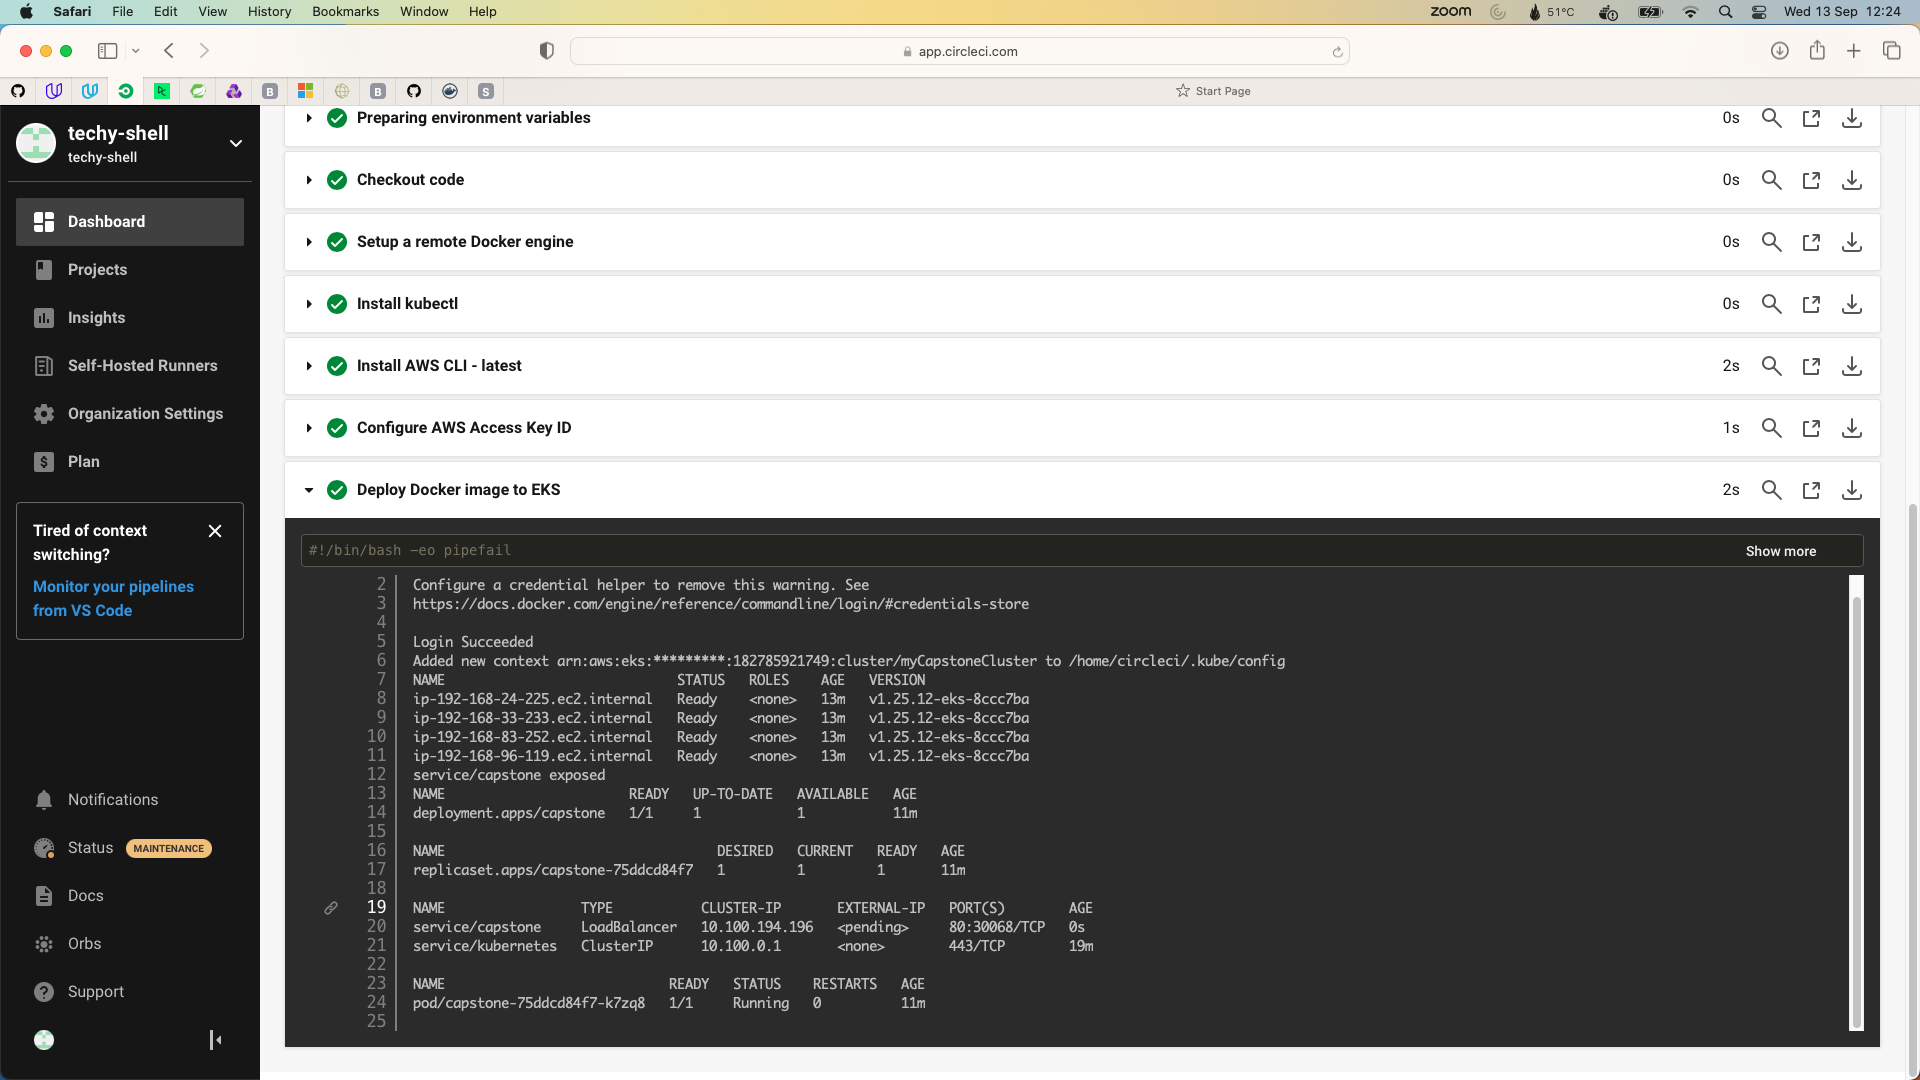 Safari File Edit View History Bookmarks Window Help zoom 51°C Wed 13 Sep 12:24
app.circleci.com
B B S Start Page
techy-shell
techy-shell
Dashboard
Projects
Insights
Self-Hosted Runners
Organization Settings
Plan
Tired of context
switching?
Monitor your pipelines
from VS Code
Notifications
Status MAINTENANCE
Docs
Orbs
Support
Preparing environment variables 0s
Checkout code 0s
Setup a remote Docker engine 0s
Install kubectl 0s
Install AWS CLI - latest 2s
Configure AWS Access Key ID 1s
Deploy Docker image to EKS 2s
#!/bin/bash -eo pipefail Show more
2 Configure a credential helper to remove this warning. See
3 https://docs.docker.com/engine/reference/commandline/login/#credentials-store
4
5 Login Succeeded
6 Added new context arn:aws:eks:*********:182785921749:cluster/myCapstoneCluster to /home/circleci/.kube/config
7 NAME STATUS ROLES AGE VERSION
8 ip-192-168-24-225.ec2.internal Ready <none> 13m v1.25.12-eks-8ccc7ba
9 ip-192-168-33-233.ec2.internal Ready <none> 13m v1.25.12-eks-8ccc7ba
10 ip-192-168-83-252.ec2.internal Ready <none> 13m v1.25.12-eks-8ccc7ba
11 ip-192-168-96-119.ec2.internal Ready <none> 13m v1.25.12-eks-8ccc7ba
12 service/capstone exposed
13 NAME READY UP-TO-DATE AVAILABLE AGE
14 deployment.apps/capstone 1/1 1 1 11m
15
16 NAME DESIRED CURRENT READY AGE
17 replicaset.apps/capstone-75ddcd84f7 1 1 1 11m
18
19 NAME TYPE CLUSTER-IP EXTERNAL-IP PORT(S) AGE
20 service/capstone LoadBalancer 10.100.194.196 <pending> 80:30068/TCP 0s
21 service/kubernetes ClusterIP 10.100.0.1 <none> 443/TCP 19m
22
23 NAME READY STATUS RESTARTS AGE
24 pod/capstone-75ddcd84f7-k7zq8 1/1 Running 0 11m
25